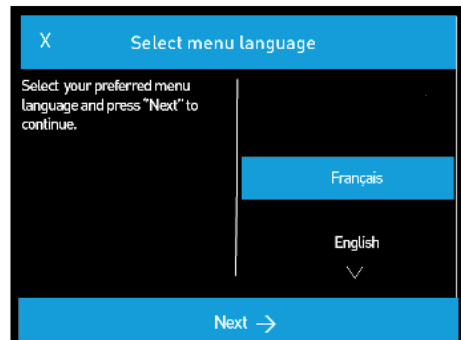 X Select menu language
Select your preferred menu
language and press "Next" to
continue.
Français
English
Next →